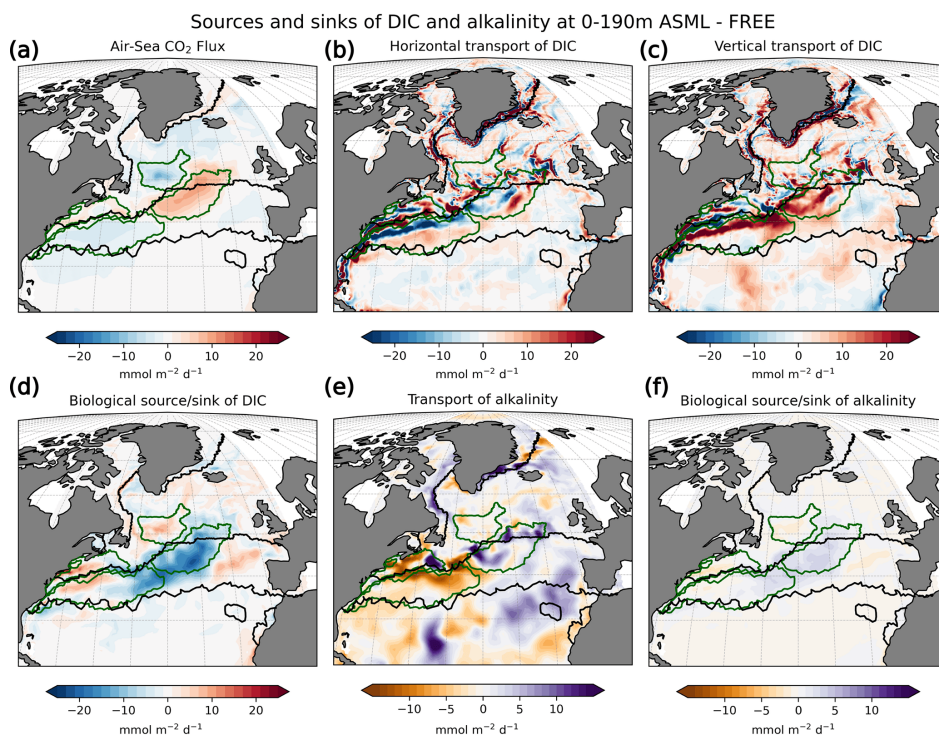 Sources and sinks of DIC and alkalinity at 0-190m ASML - FREE
(a) Air-Sea CO₂ Flux
(b) Horizontal transport of DIC
(c) Vertical transport of DIC
−20 −10 0 10 20
mmol m⁻² d⁻¹
−20 −10 0 10 20
mmol m⁻² d⁻¹
−20 −10 0 10 20
mmol m⁻² d⁻¹
(d) Biological source/sink of DIC
(e) Transport of alkalinity
(f) Biological source/sink of alkalinity
−20 −10 0 10 20
mmol m⁻² d⁻¹
−10 −5 0 5 10
mmol m⁻² d⁻¹
−10 −5 0 5 10
mmol m⁻² d⁻¹